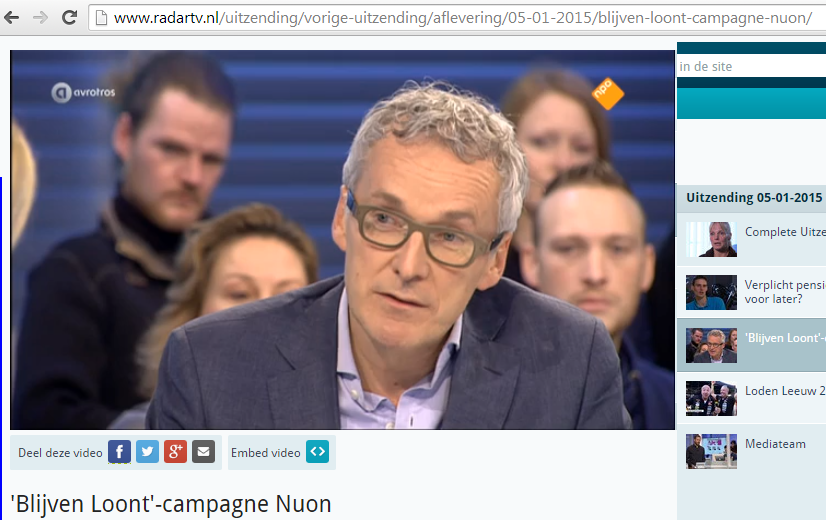 www.radartv.nl/uitzending/vorige-uitzending/aflevering/05-01-2015/blijven-loont-campagne-nuon/
in de site
avrotros
npo
Uitzending 05-01-2015
Complete Uitze
Verplicht pensi
voor later?
'Blijven Loont'-
Loden Leeuw 2
Mediateam
Deel deze video
Embed video
'Blijven Loont'-campagne Nuon